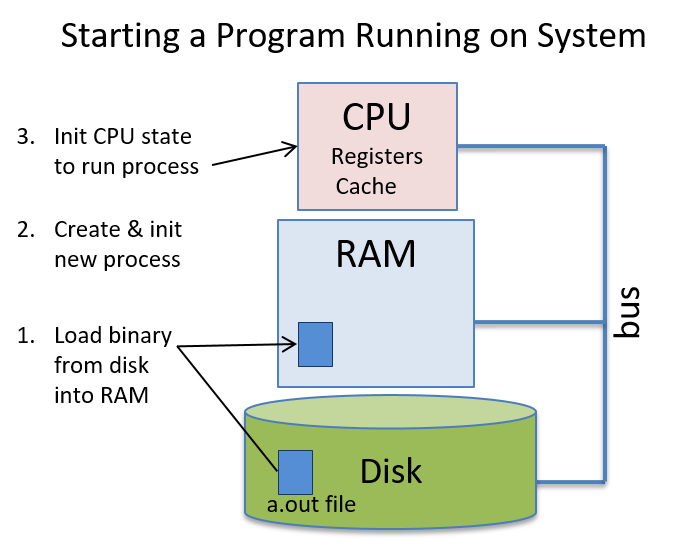 Starting a Program Running on System
CPU
Registers
Cache
3. Init CPU state
to run process
2. Create & init
new process
RAM
bus
1. Load binary
from disk
into RAM
Disk
a.out file